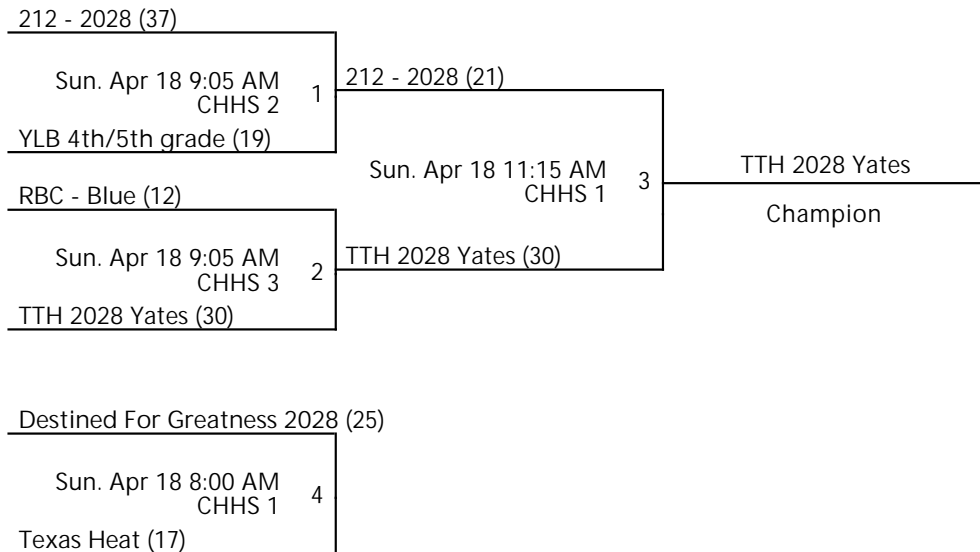 212 - 2028 (37)
Sun. Apr 18 9:05 AM
CHHS 2
1
YLB 4th/5th grade (19)
212 - 2028 (21)
RBC - Blue (12)
Sun. Apr 18 9:05 AM
CHHS 3
2
TTH 2028 Yates (30)
TTH 2028 Yates (30)
Sun. Apr 18 11:15 AM
CHHS 1
3
TTH 2028 Yates
Champion
Destined For Greatness 2028 (25)
Sun. Apr 18 8:00 AM
CHHS 1
4
Texas Heat (17)